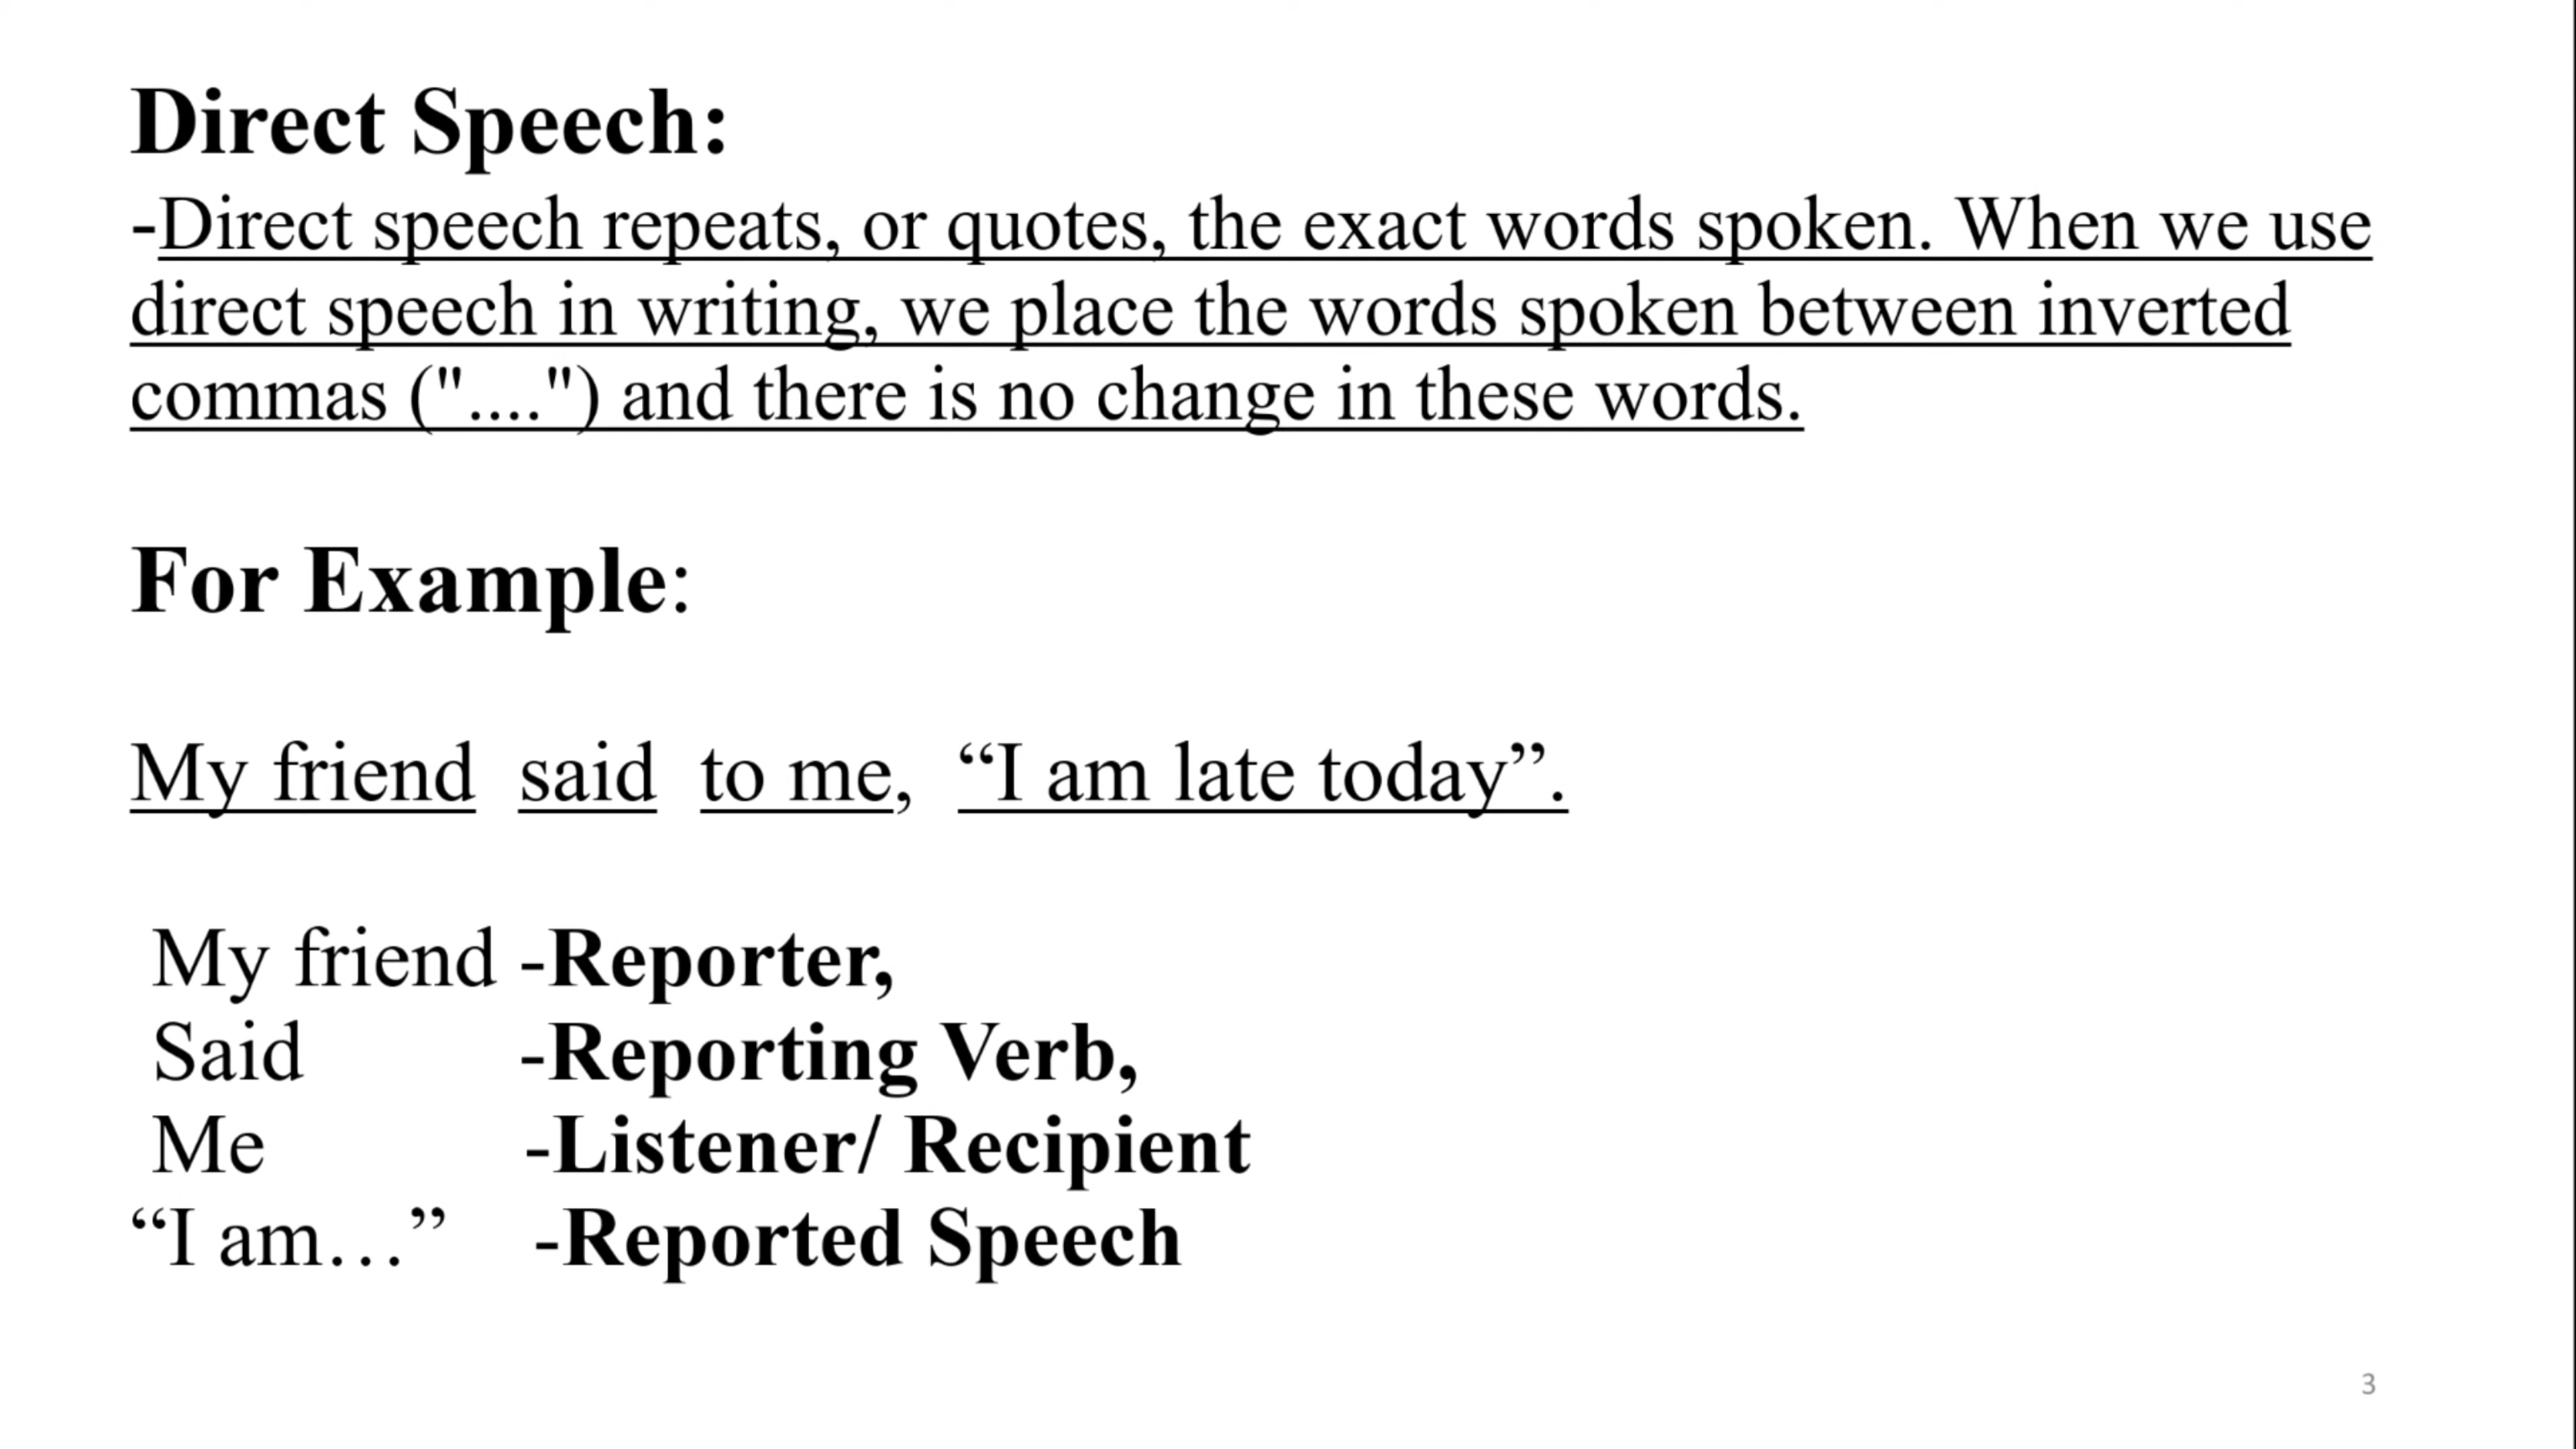 Direct Speech:
-Direct speech repeats, or quotes, the exact words spoken. When we use
direct speech in writing, we place the words spoken between inverted
commas ("....") and there is no change in these words.
For Example:
My friend said to me, “I am late today”.
My friend -Reporter,
Said -Reporting Verb,
Me -Listener/ Recipient
“I am…” -Reported Speech
3